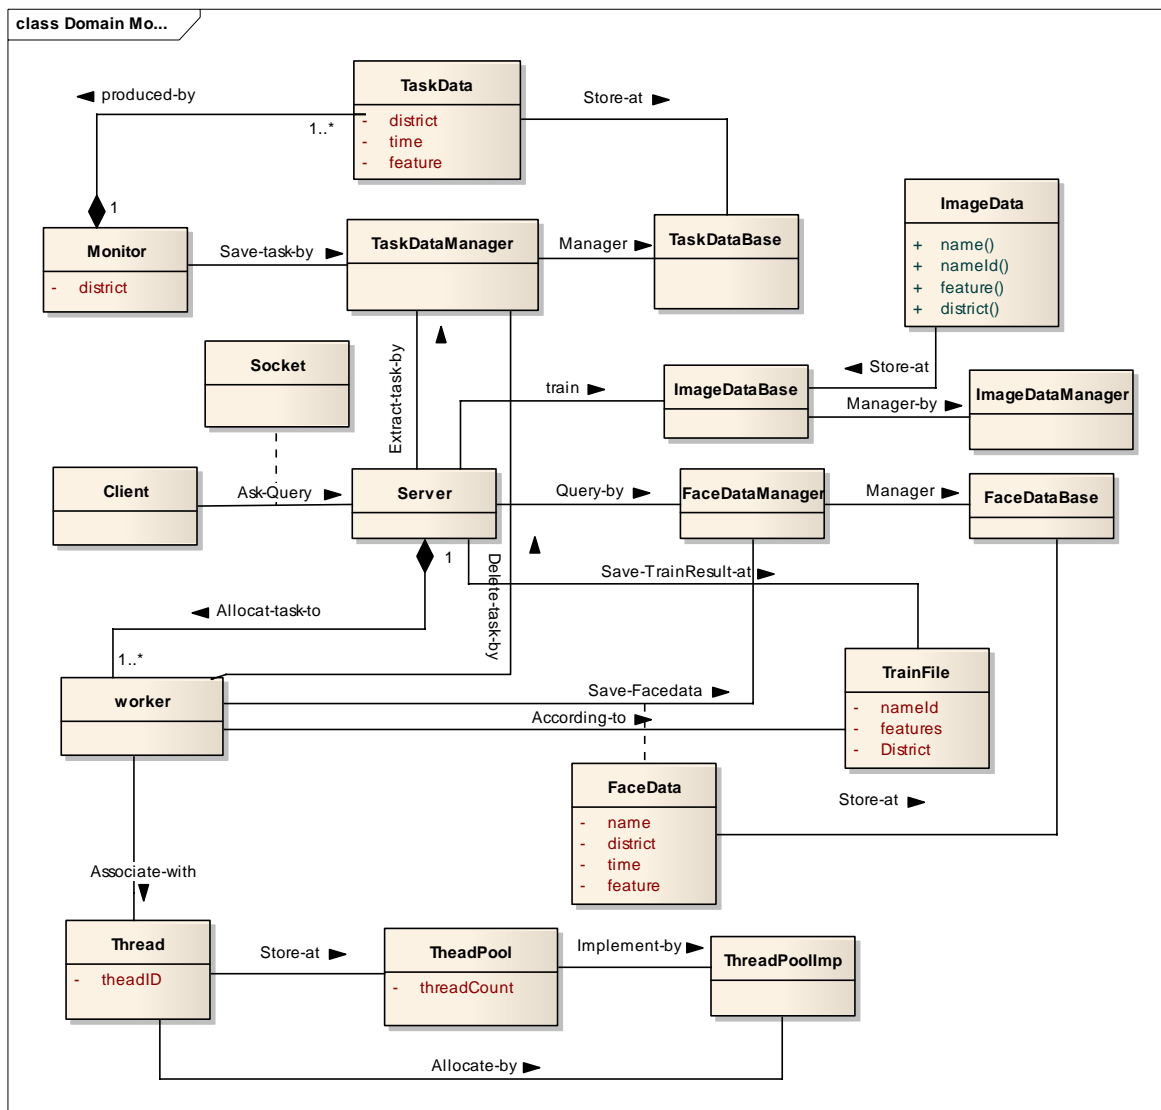 class Domain Mo...
TaskData
- district
- time
- feature
produced-by
1..*
1
Store-at
Monitor
- district
Save-task-by
TaskDataManager
Manager
TaskDataBase
ImageData
+ name()
+ nameId()
+ feature()
+ district()
Socket
Extract-task-by
train
ImageDataBase
Store-at
Manager-by
ImageDataManager
Client
Ask-Query
Server
Query-by
FaceDataManager
Manager
FaceDataBase
1
Delete-task-by
Save-TrainResult-at
Allocat-task-to
1..*
worker
Save-Facedata
According-to
TrainFile
- nameId
- features
- District
FaceData
- name
- district
- time
- feature
Store-at
Associate-with
Thread
- theadID
Store-at
TheadPool
- threadCount
Implement-by
ThreadPoolImp
Allocate-by